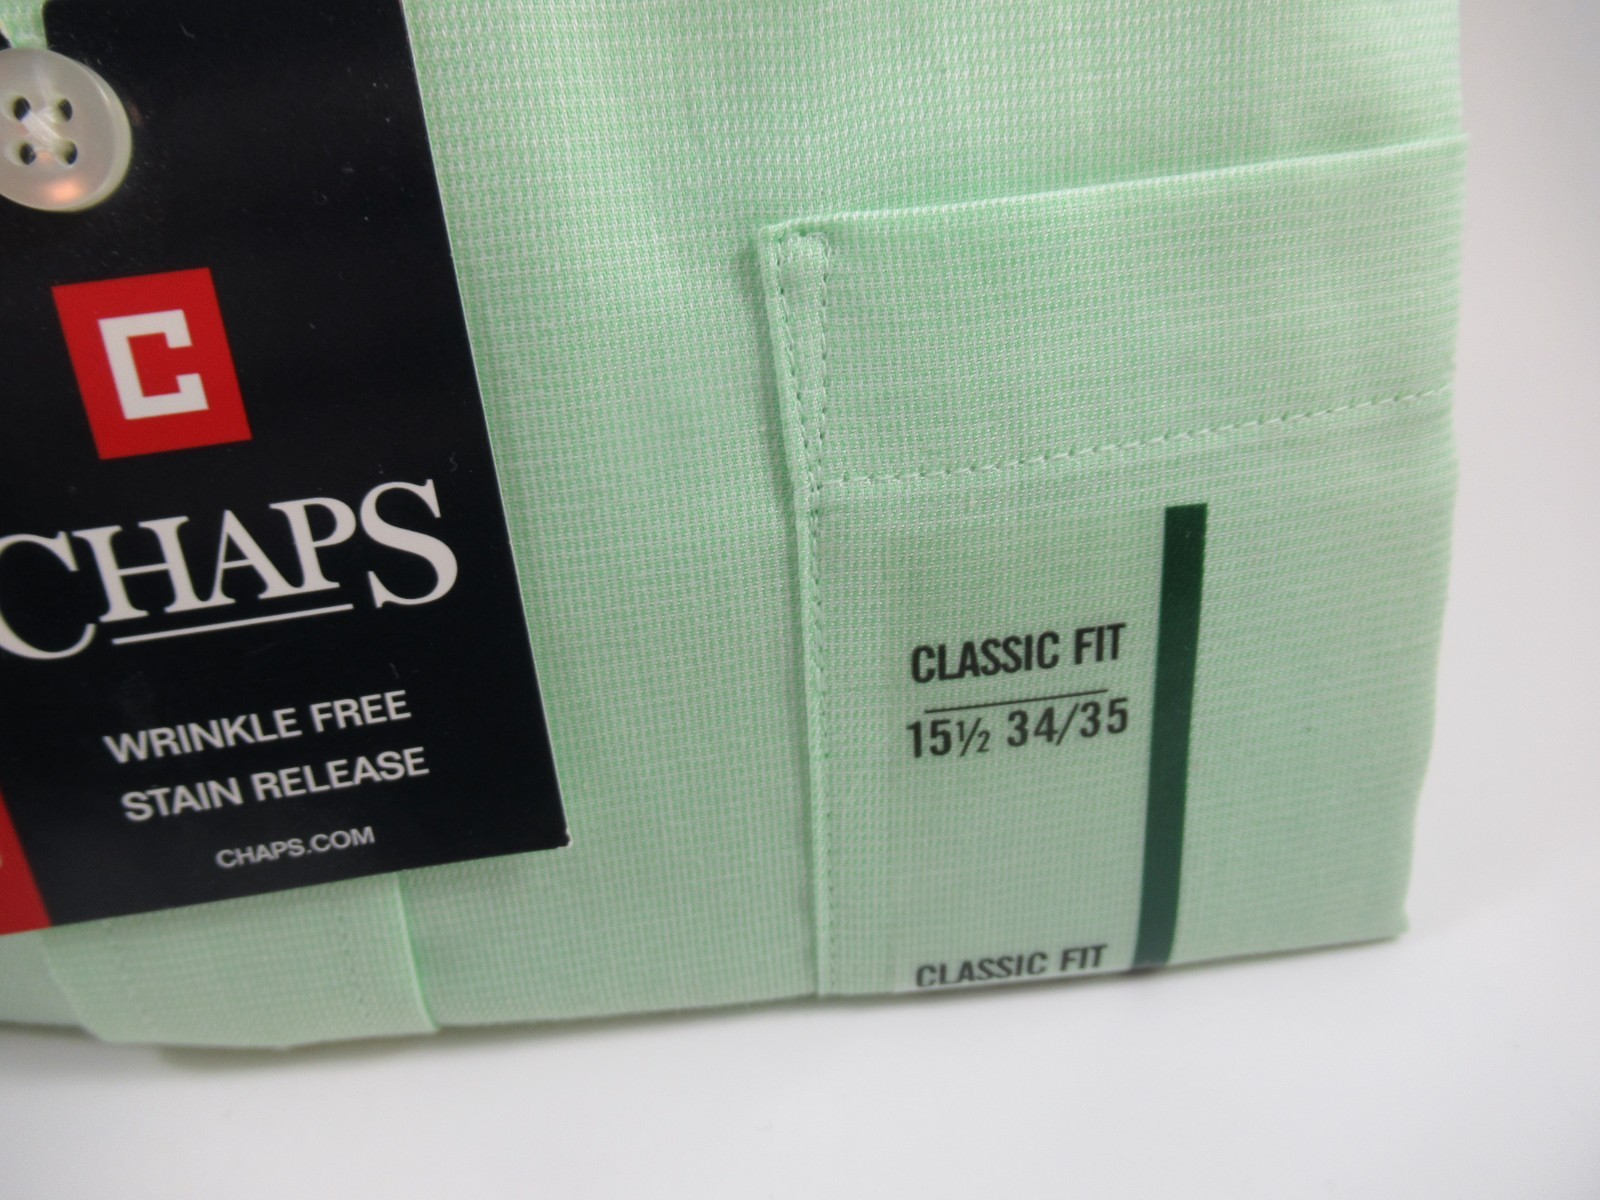 C
CHAPS
WRINKLE FREE
STAIN RELEASE
CHAPS.COM
CLASSIC FIT
15½ 34/35
CLASSIC FIT